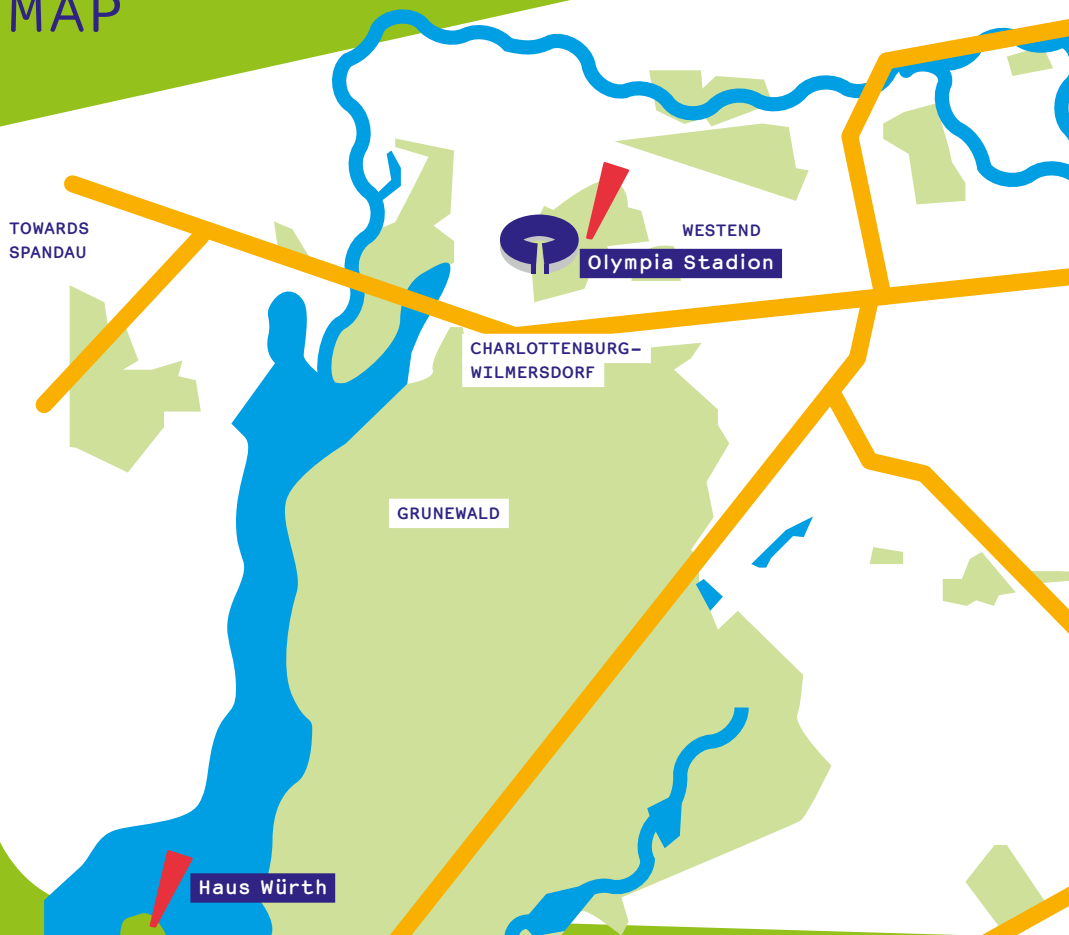 MAP
TOWARDS
SPANDAU
WESTEND
Olympia Stadion
CHARLOTTENBURG–
WILMERSDORF
GRUNEWALD
Haus Würth